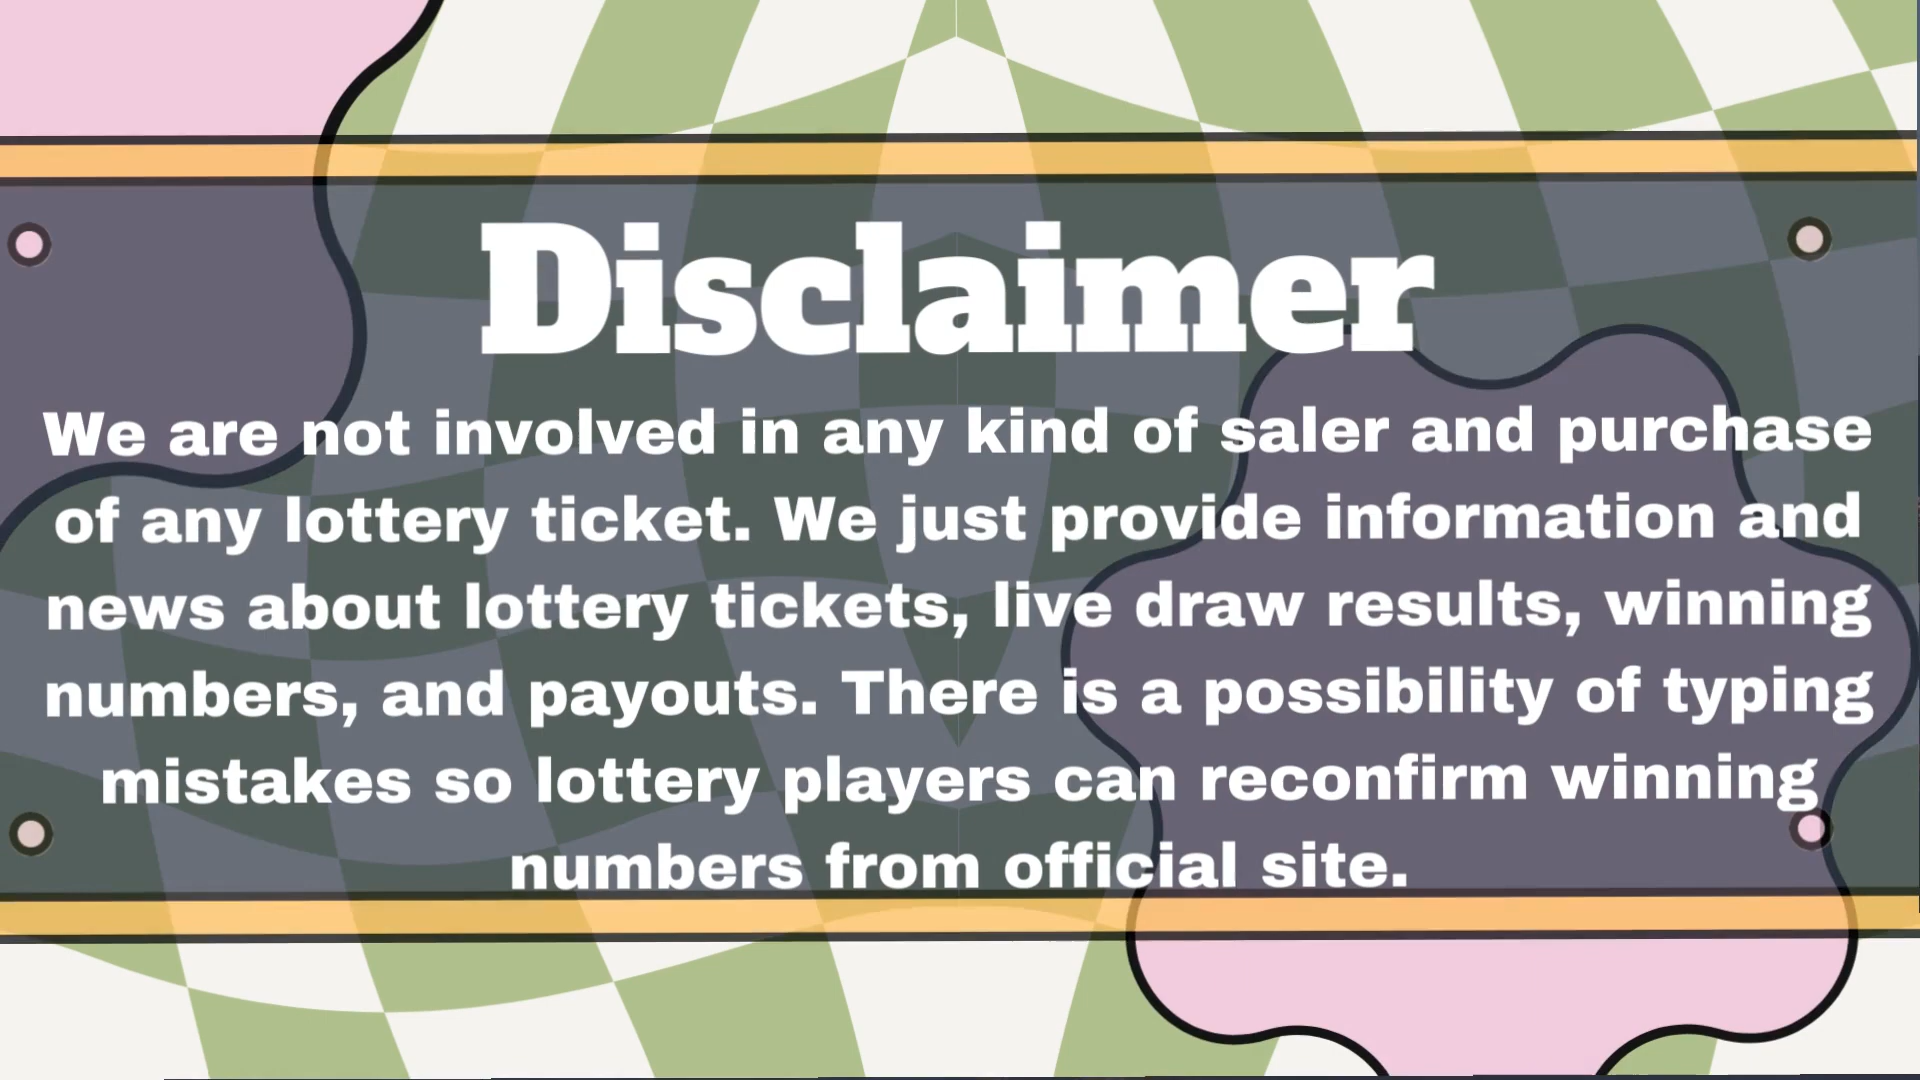 Disclaimer
We are not involved in any kind of saler and purchase
of any lottery ticket. We just provide information and
news about lottery tickets, live draw results, winning
numbers, and payouts. There is a possibility of typing
mistakes so lottery players can reconfirm winning
numbers from official site.